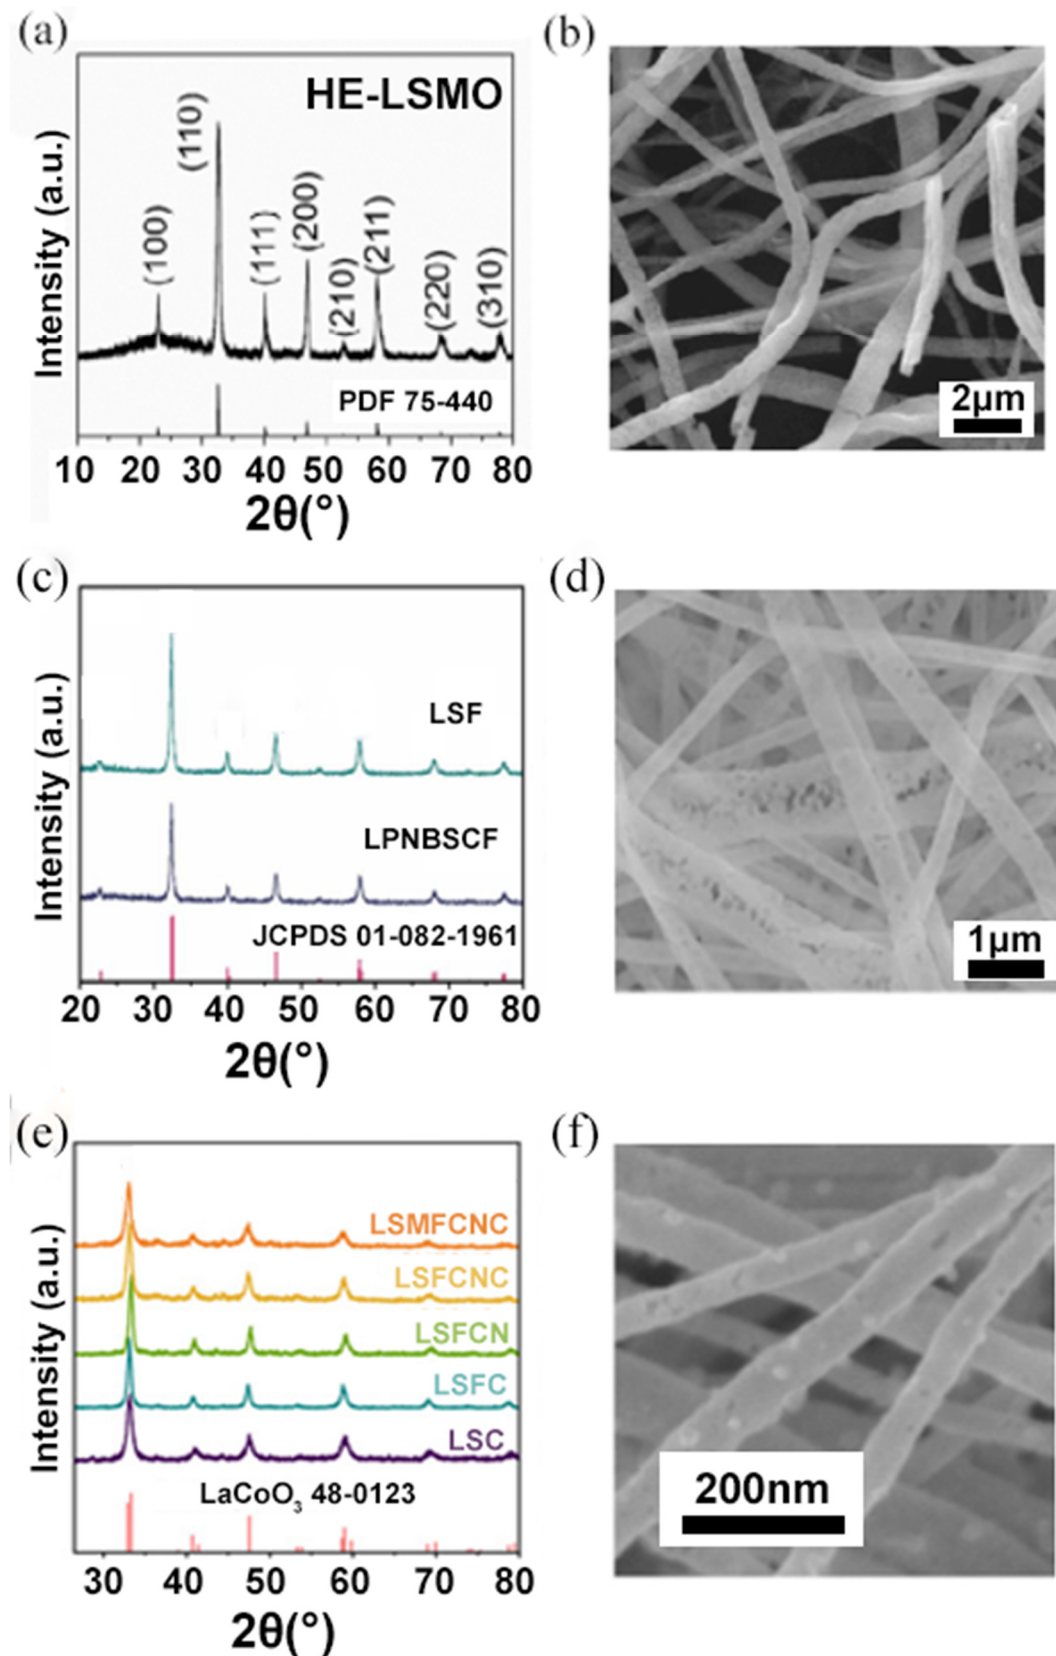 (a)
HE-LSMO
Intensity (a.u.)
(100)
(110)
(111)
(200)
(210)
(211)
(220)
(310)
PDF 75-440
10 20 30 40 50 60 70 80
2θ(°)
(b)
2μm
(c)
Intensity (a.u.)
LSF
LPNBSCF
JCPDS 01-082-1961
20 30 40 50 60 70 80
2θ(°)
(d)
1μm
(e)
Intensity (a.u.)
LSMFCNC
LSFCNC
LSFCN
LSFC
LSC
LaCoO₃ 48-0123
30 40 50 60 70 80
2θ(°)
(f)
200nm